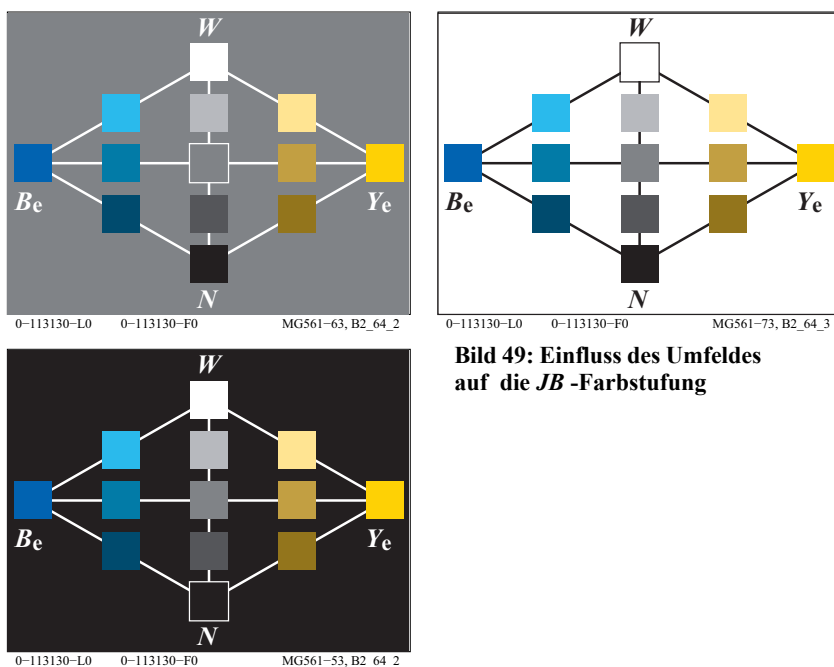 W
Be Ye
N
0−113130−L0 0−113130−F0 MG561−63, B2_64_2
W
Be Ye
N
0−113130−L0 0−113130−F0 MG561−73, B2_64_3
Bild 49: Einfluss des Umfeldes
auf die JB -Farbstufung
W
Be Ye
N
0−113130−L0 0−113130−F0 MG561−53, B2_64_2